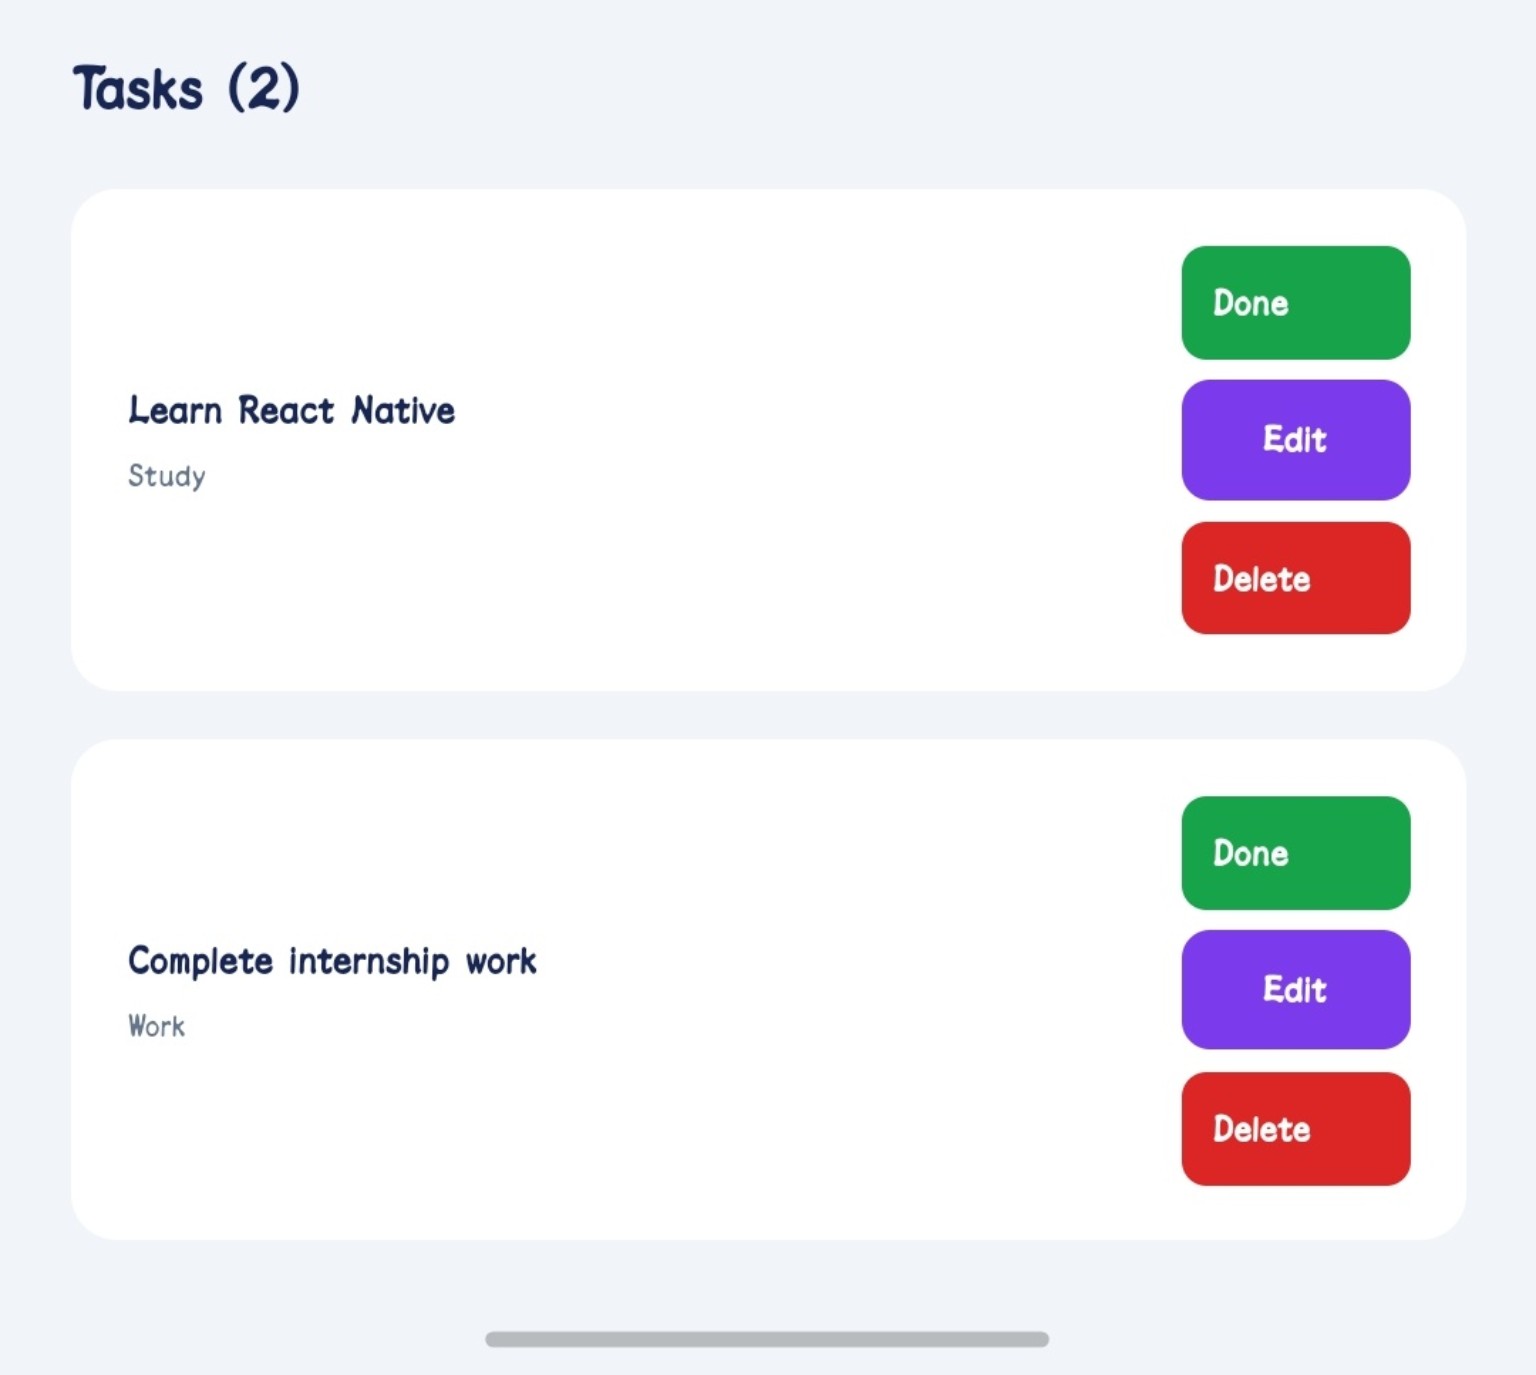 Tasks (2)
Done
Learn React Native
Edit
Study
Delete
Done
Complete internship work
Edit
Work
Delete